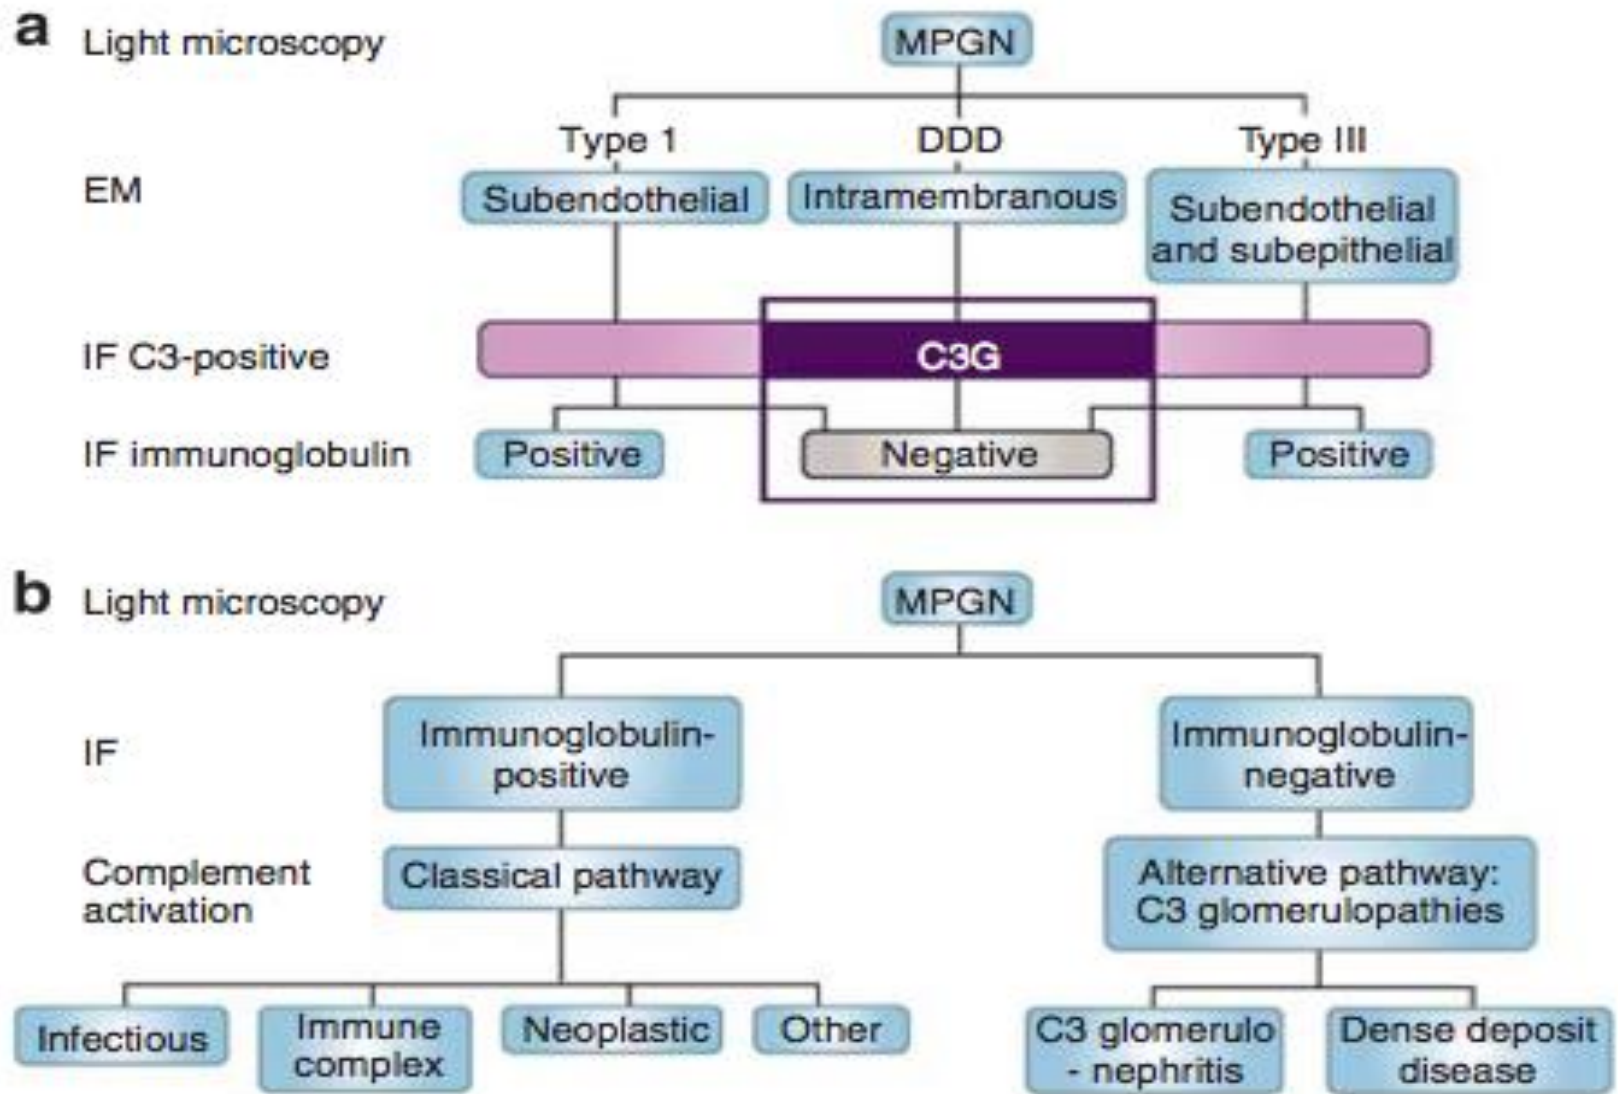 a
Light microscopy
MPGN
Type 1
DDD
Type III
EM
Subendothelial
Intramembranous
Subendothelial
and subepithelial
IF C3-positive
C3G
IF immunoglobulin
Positive
Negative
Positive
b
Light microscopy
MPGN
IF
Immunoglobulin-
positive
Immunoglobulin-
negative
Complement
activation
Classical pathway
Alternative pathway:
C3 glomerulopathies
Infectious
Immune
complex
Neoplastic
Other
C3 glomerulo
- nephritis
Dense deposit
disease